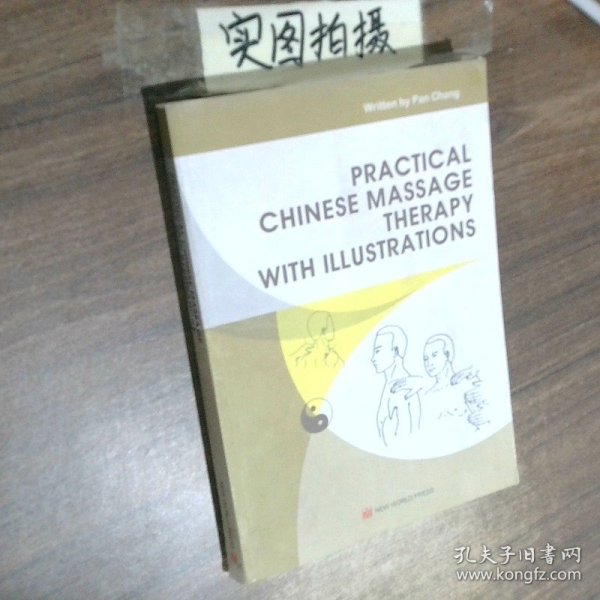 实图拍摄
Written by Pan Chang
PRACTICAL
CHINESE MASSAGE
THERAPY
WITH ILLUSTRATIONS
NEW WORLD PRESS
孔夫子旧书网
www.kongfz.com